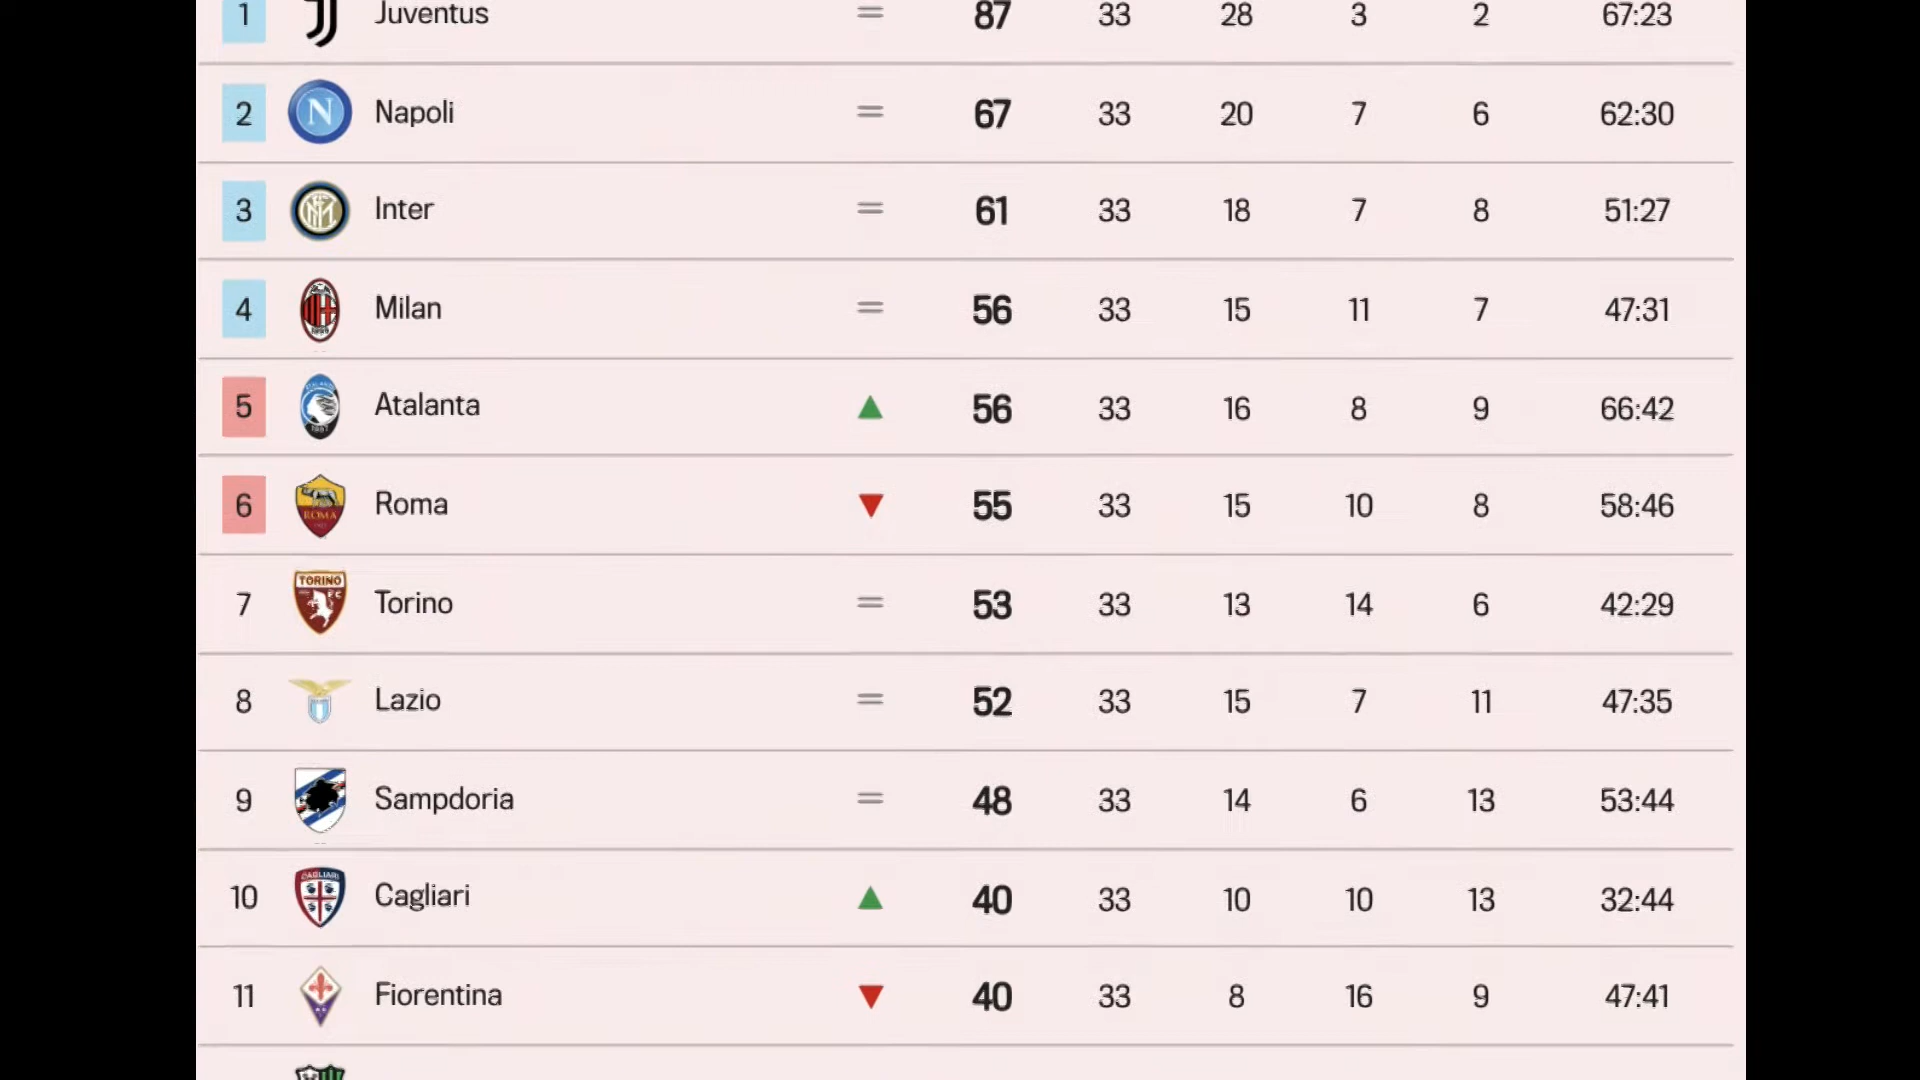 1 Juventus = 87 33 28 3 2 67:23
2 N Napoli = 67 33 20 7 6 62:30
3 Inter = 61 33 18 7 8 51:27
4 Milan = 56 33 15 11 7 47:31
5 Atalanta ▲ 56 33 16 8 9 66:42
6 ROMA Roma ▼ 55 33 15 10 8 58:46
7 TORINO FC Torino = 53 33 13 14 6 42:29
8 Lazio = 52 33 15 7 11 47:35
9 Sampdoria = 48 33 14 6 13 53:44
10 CAGLIARI Cagliari ▲ 40 33 10 10 13 32:44
11 Fiorentina ▼ 40 33 8 16 9 47:41